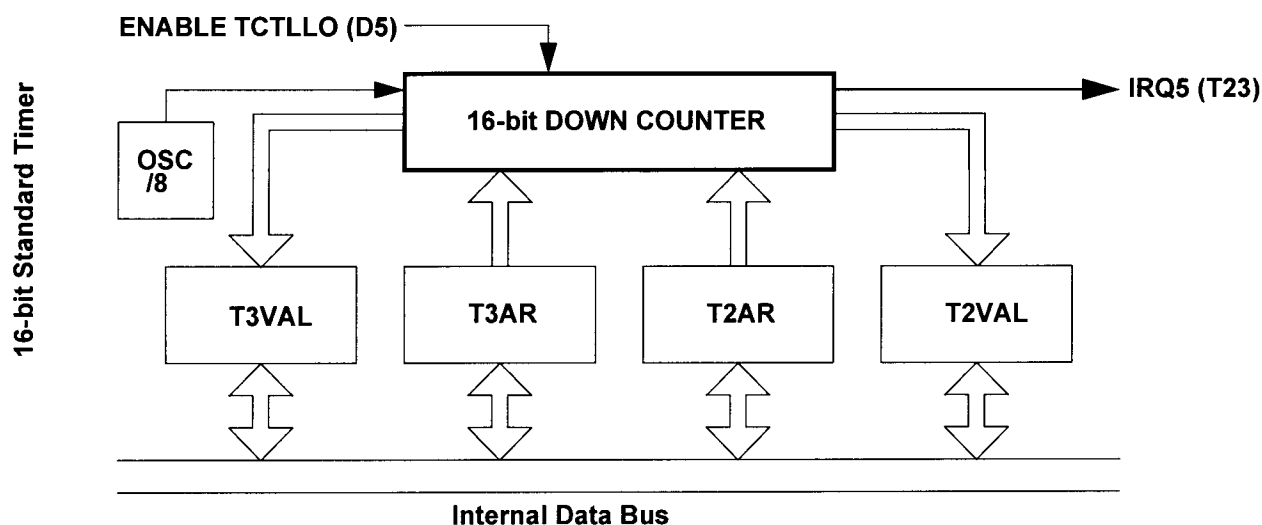 ENABLE TCTLLO (D5)
16-bit Standard Timer
16-bit DOWN COUNTER
IRQ5 (T23)
OSC
/8
T3VAL
T3AR
T2AR
T2VAL
Internal Data Bus